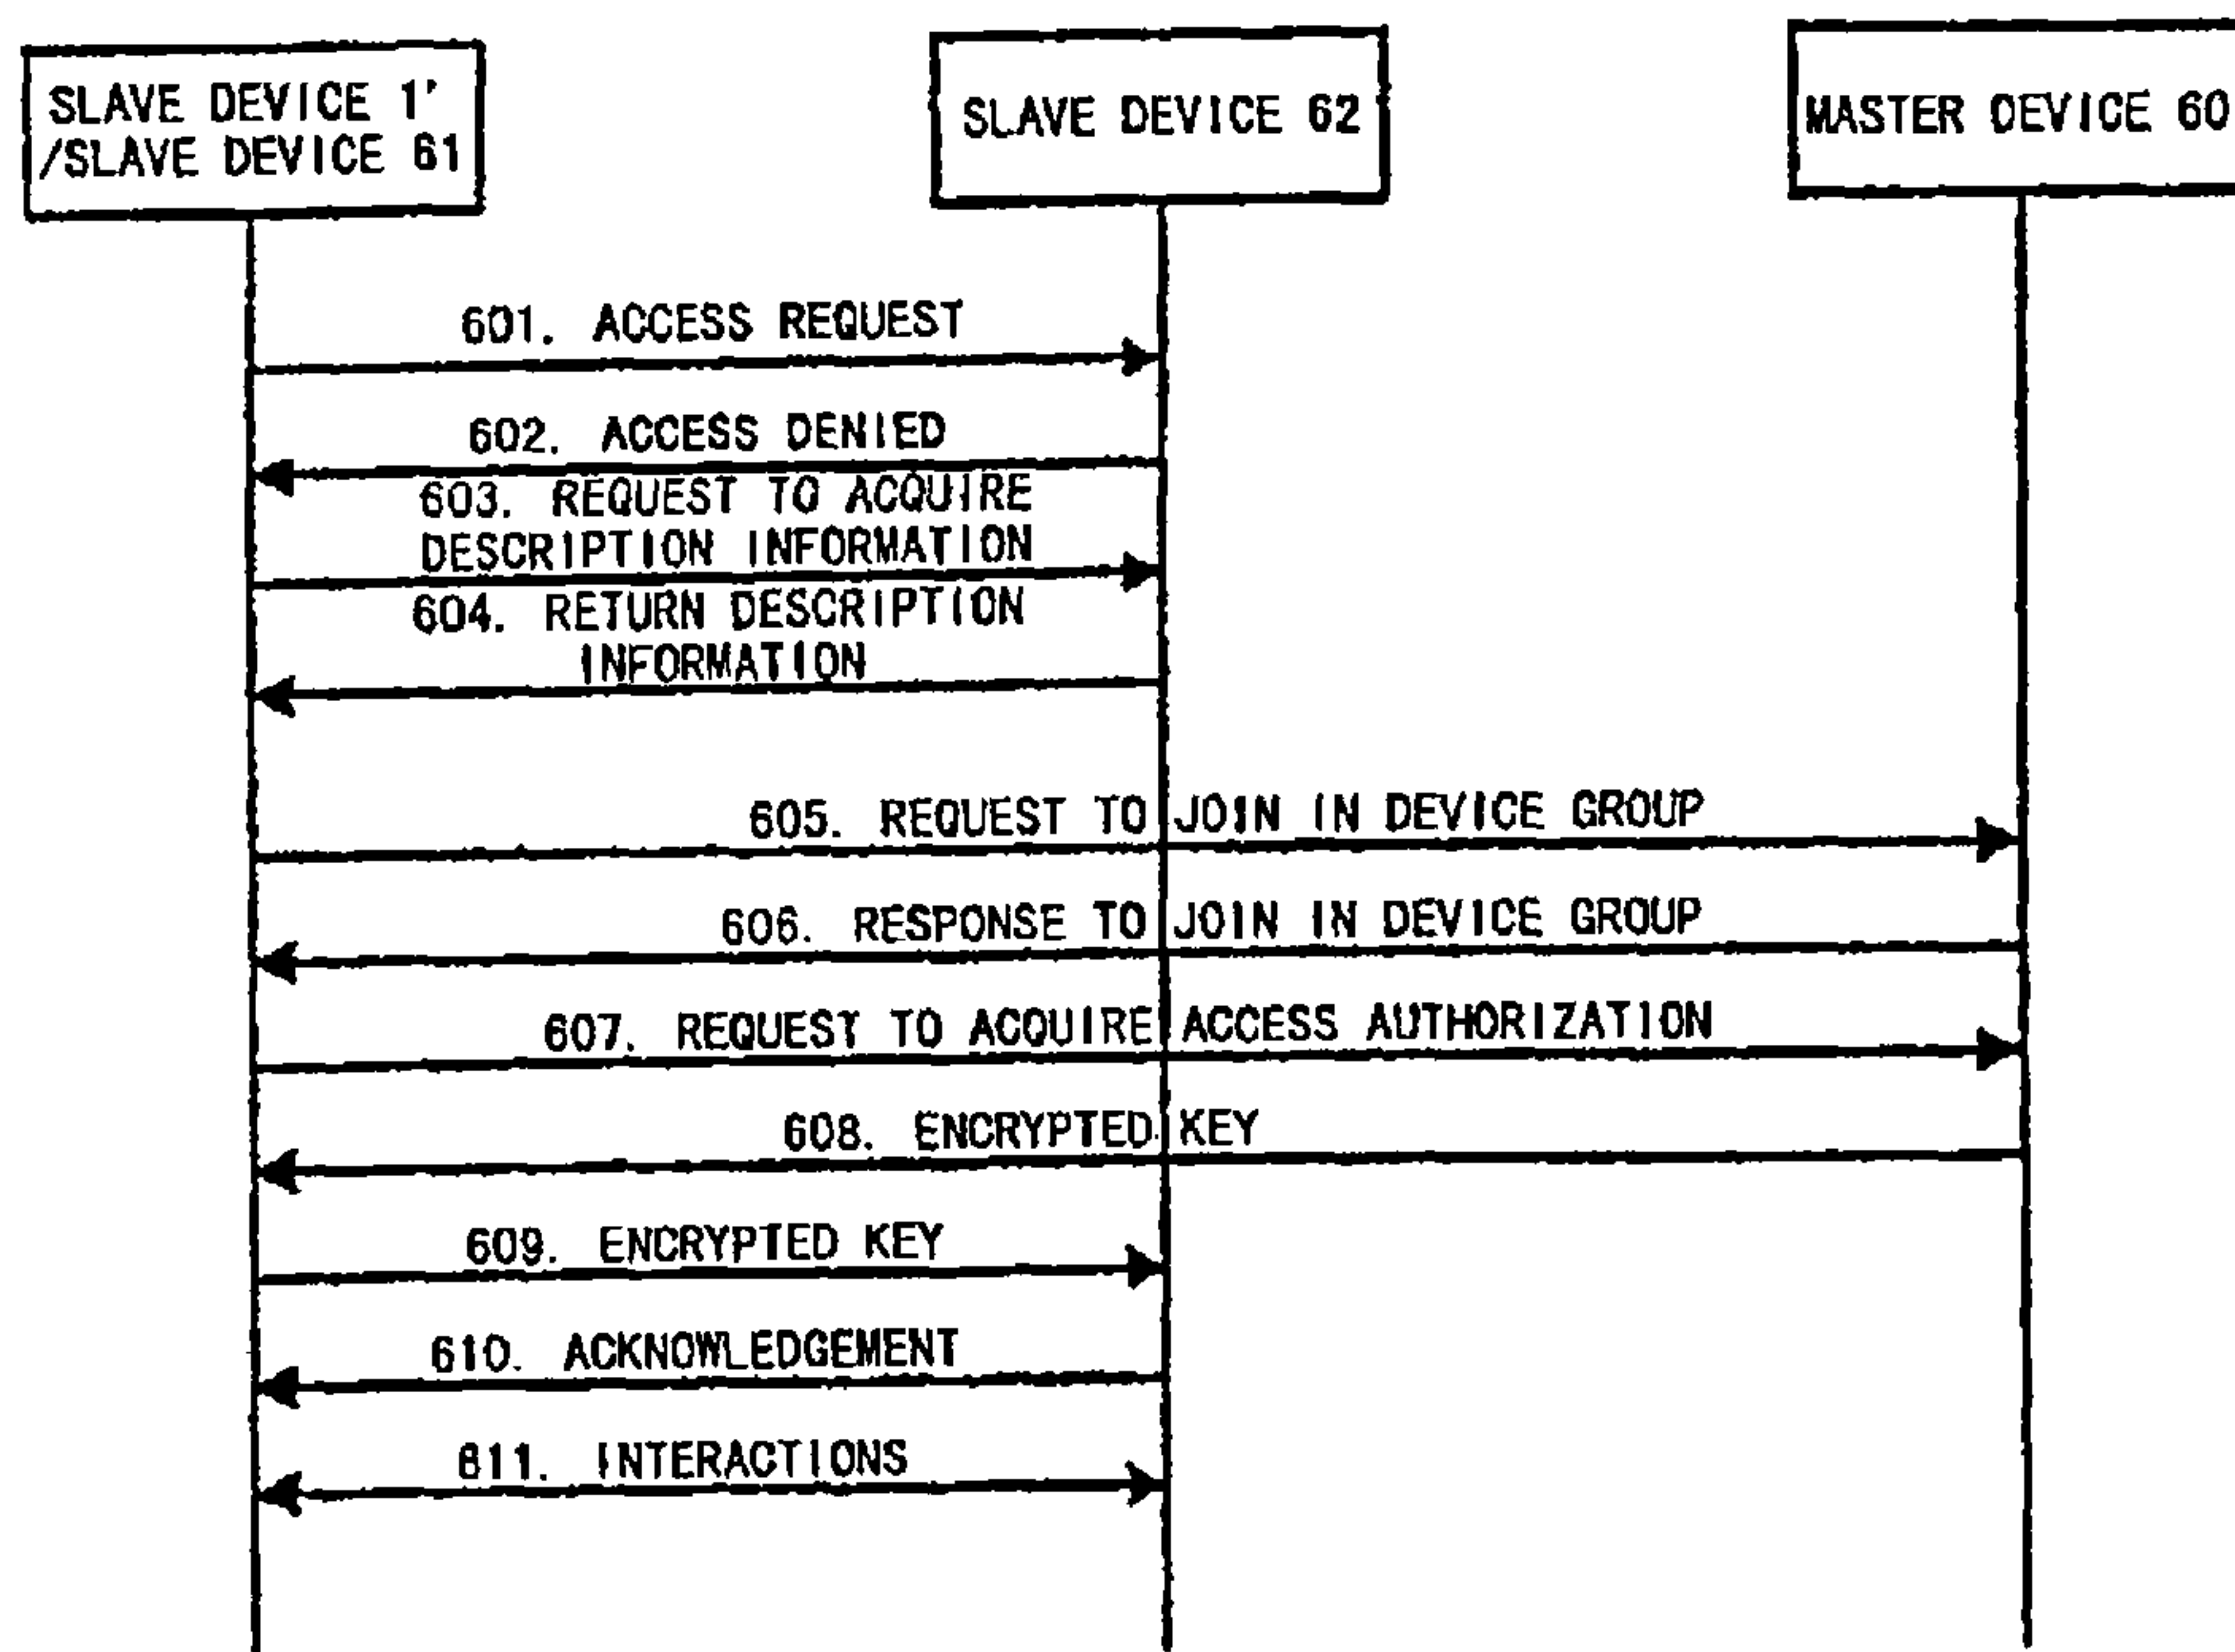 SLAVE DEVICE 1'
/SLAVE DEVICE 61
SLAVE DEVICE 62
MASTER DEVICE 60
601. ACCESS REQUEST
602. ACCESS DENIED
603. REQUEST TO ACQUIRE
DESCRIPTION INFORMATION
604. RETURN DESCRIPTION
INFORMATION
605. REQUEST TO JOIN IN DEVICE GROUP
606. RESPONSE TO JOIN IN DEVICE GROUP
607. REQUEST TO ACQUIRE ACCESS AUTHORIZATION
608. ENCRYPTED KEY
609. ENCRYPTED KEY
610. ACKNOWLEDGEMENT
611. INTERACTIONS